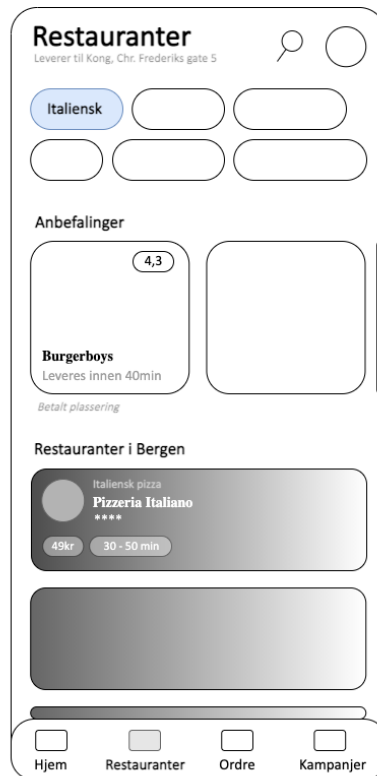 Restauranter
Leverer til Kong, Chr. Frederiks gate 5
Italiensk
Anbefalinger
4,3
Burgerboys
Leveres innen 40min
Betalt plassering
Restauranter i Bergen
Italiensk pizza
Pizzeria Italiano
****
49kr
30 - 50 min
Hjem
Restauranter
Ordre
Kampanjer